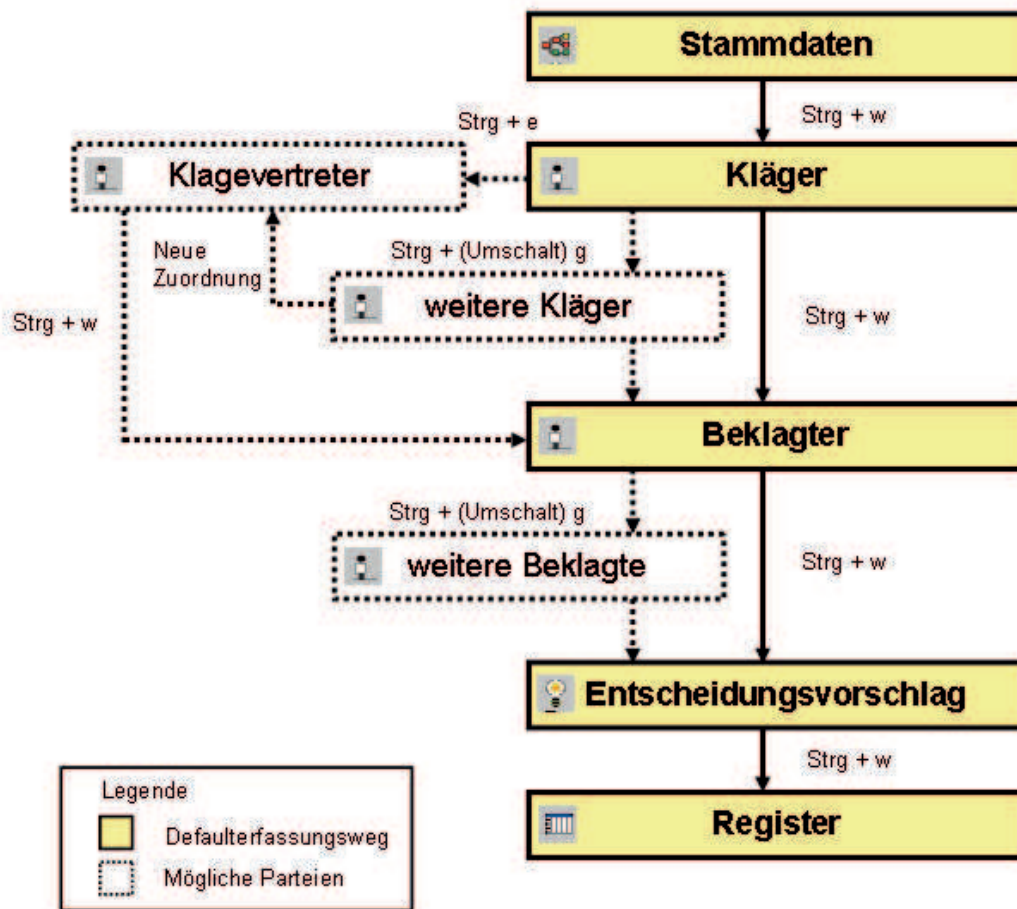 Stammdaten
Strg + w
Strg + e
Klagevertreter
Kläger
Neue
Zuordnung
Strg + (Umschalt) g
weitere Kläger
Strg + w
Strg + w
Beklagter
Strg + (Umschalt) g
weitere Beklagte
Strg + w
Entscheidungsvorschlag
Strg + w
Register
Legende
Defaulterfassungsweg
Mögliche Parteien